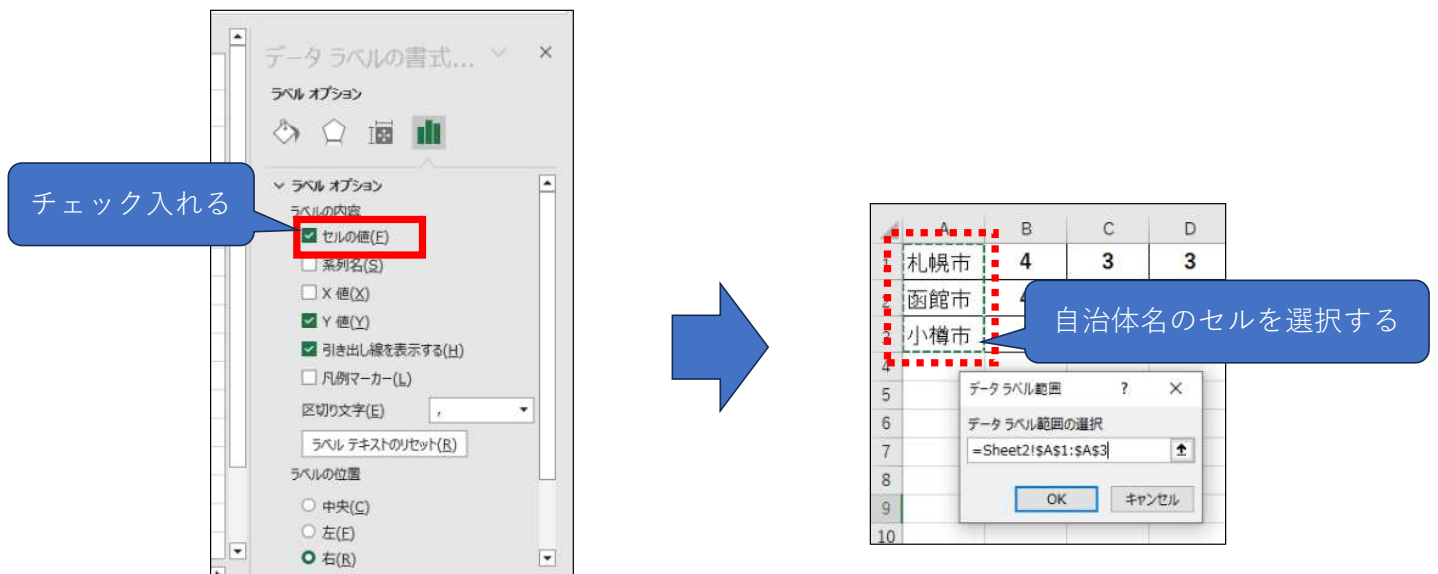 データ ラベルの書式...
ラベル オプション
チェック入れる
ラベル オプション
ラベルの内容
セルの値(F)
系列名(S)
X 値(X)
Y 値(Y)
引き出し線を表示する(H)
凡例マーカー(L)
区切り文字(E) ,
ラベル テキストのリセット(R)
ラベルの位置
中央(C)
左(E)
右(R)
A B C D
1 札幌市 4 3 3
2 函館市
3 小樽市
自治体名のセルを選択する
4
5
6
7
8
9
10
データ ラベル範囲 ? ×
データ ラベル範囲の選択
=Sheet2!$A$1:$A$3
OK キャンセル